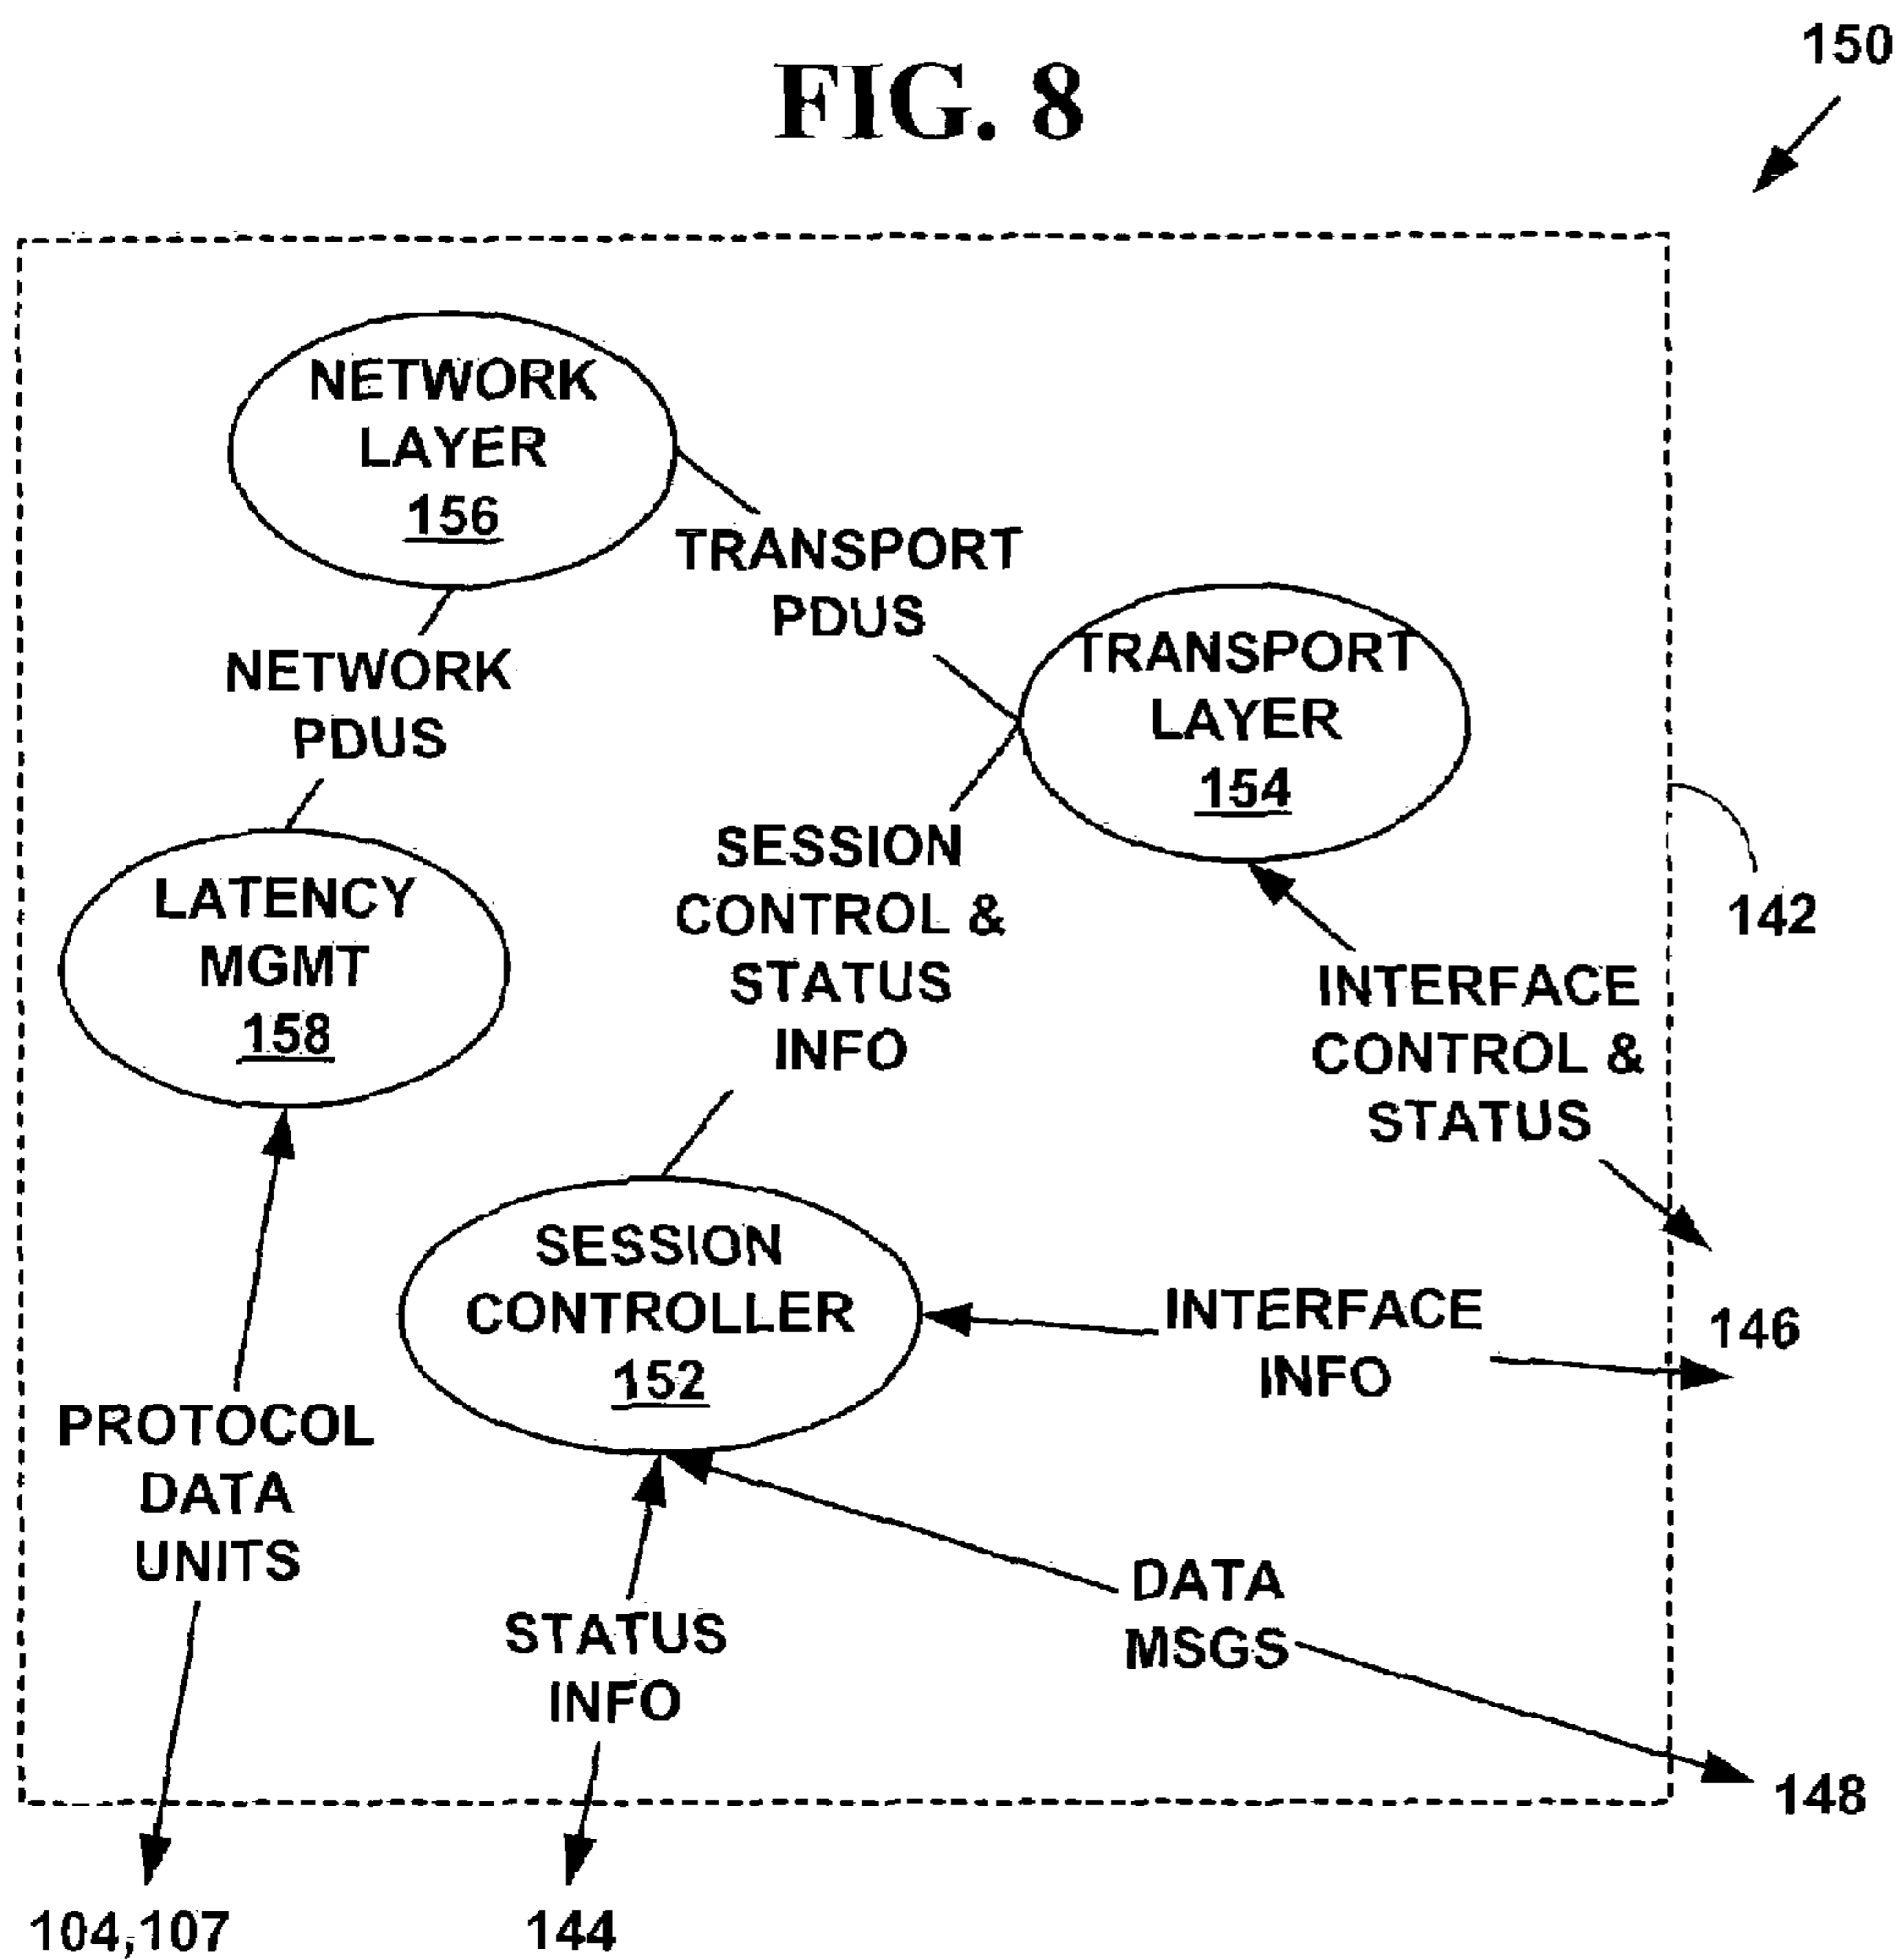 150
FIG. 8
NETWORK
LAYER
156
TRANSPORT
PDUS
NETWORK
PDUS
TRANSPORT
LAYER
154
LATENCY
MGMT
158
SESSION
CONTROL &
STATUS
INFO
142
INTERFACE
CONTROL &
STATUS
SESSION
CONTROLLER
152
INTERFACE
INFO
146
PROTOCOL
DATA
UNITS
STATUS
INFO
DATA
MSGS
148
104,107
144